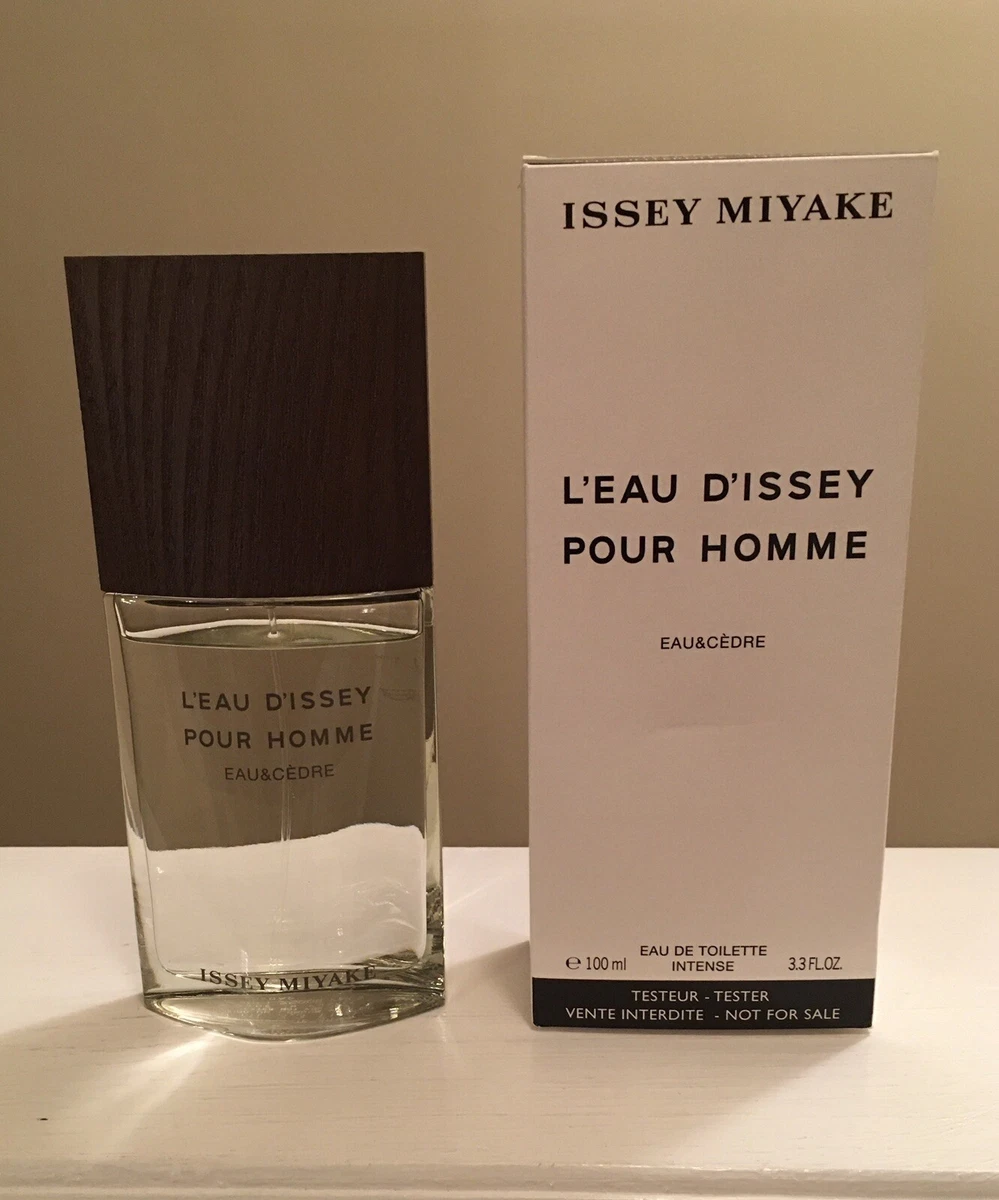 L'EAU D'ISSEY
POUR HOMME
EAU&CÈDRE
ISSEY MIYAKE
ISSEY MIYAKE
L'EAU D'ISSEY
POUR HOMME
EAU&CÈDRE
℮ 100 ml EAU DE TOILETTE INTENSE 3.3 FL.OZ.
TESTEUR - TESTER
VENTE INTERDITE - NOT FOR SALE